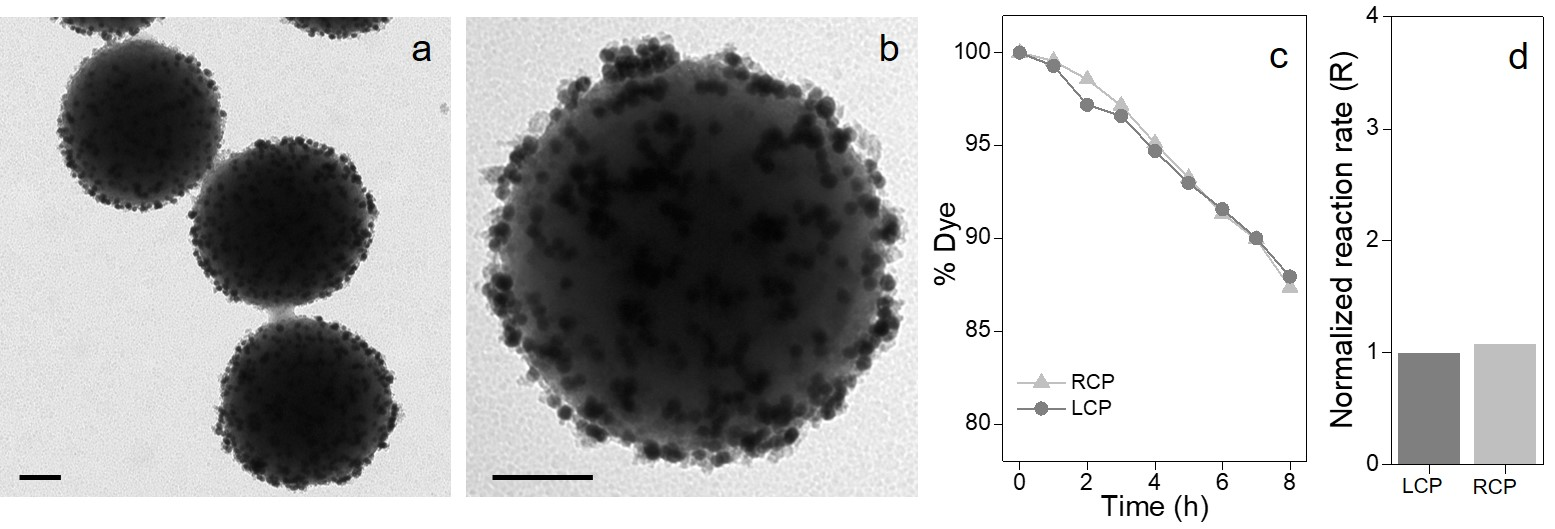 a
b
c
d
% Dye
100
95
90
85
80
RCP
LCP
0
2
4
6
8
Time (h)
Normalized reaction rate (R)
4
3
2
1
0
LCP
RCP